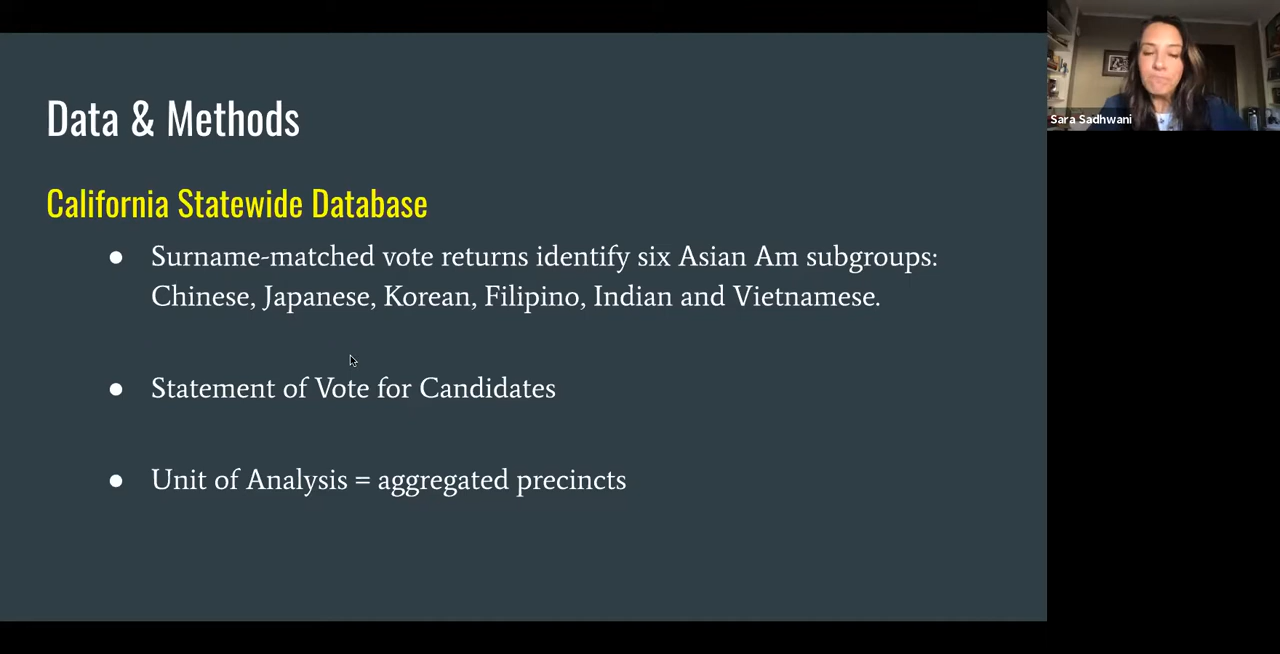 Data & Methods
California Statewide Database
● Surname-matched vote returns identify six Asian Am subgroups:
Chinese, Japanese, Korean, Filipino, Indian and Vietnamese.
● Statement of Vote for Candidates
● Unit of Analysis = aggregated precincts
Sara Sadhwani